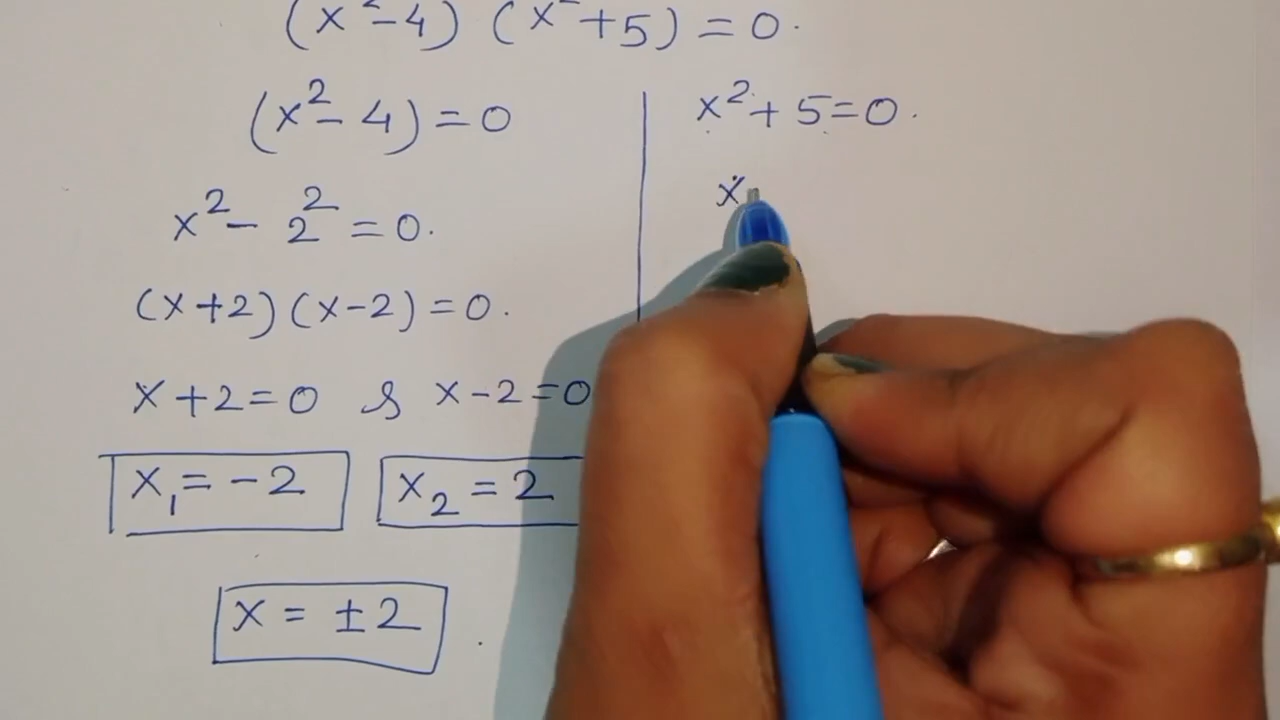 (x²-4) (x²+5) = 0.
(x²-4) = 0
x² - 2² = 0.
(x+2)(x-2) = 0.
x+2=0 & x-2=0
x₁ = -2 x₂ = 2
x = ±2
x²+5=0.
x